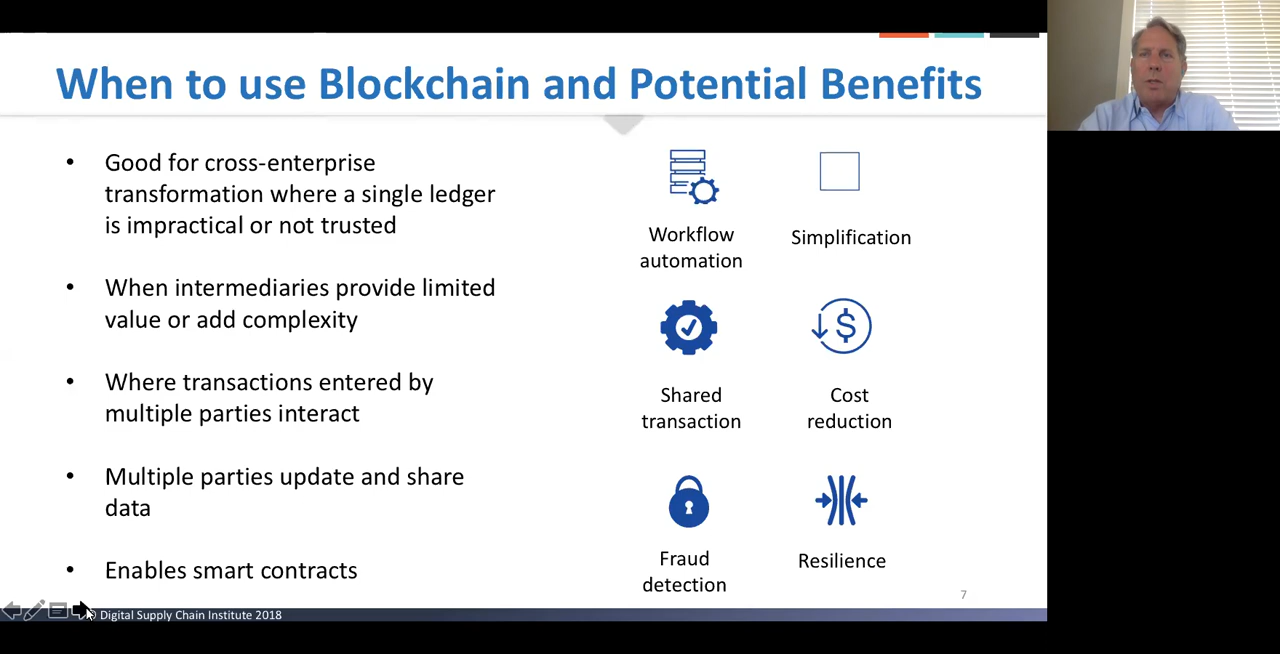 When to use Blockchain and Potential Benefits
Good for cross-enterprise
transformation where a single ledger
is impractical or not trusted
When intermediaries provide limited
value or add complexity
Where transactions entered by
multiple parties interact
Multiple parties update and share
data
Enables smart contracts
Workflow
automation
Simplification
$
Shared
transaction
Cost
reduction
Fraud
detection
Resilience
7
© Digital Supply Chain Institute 2018